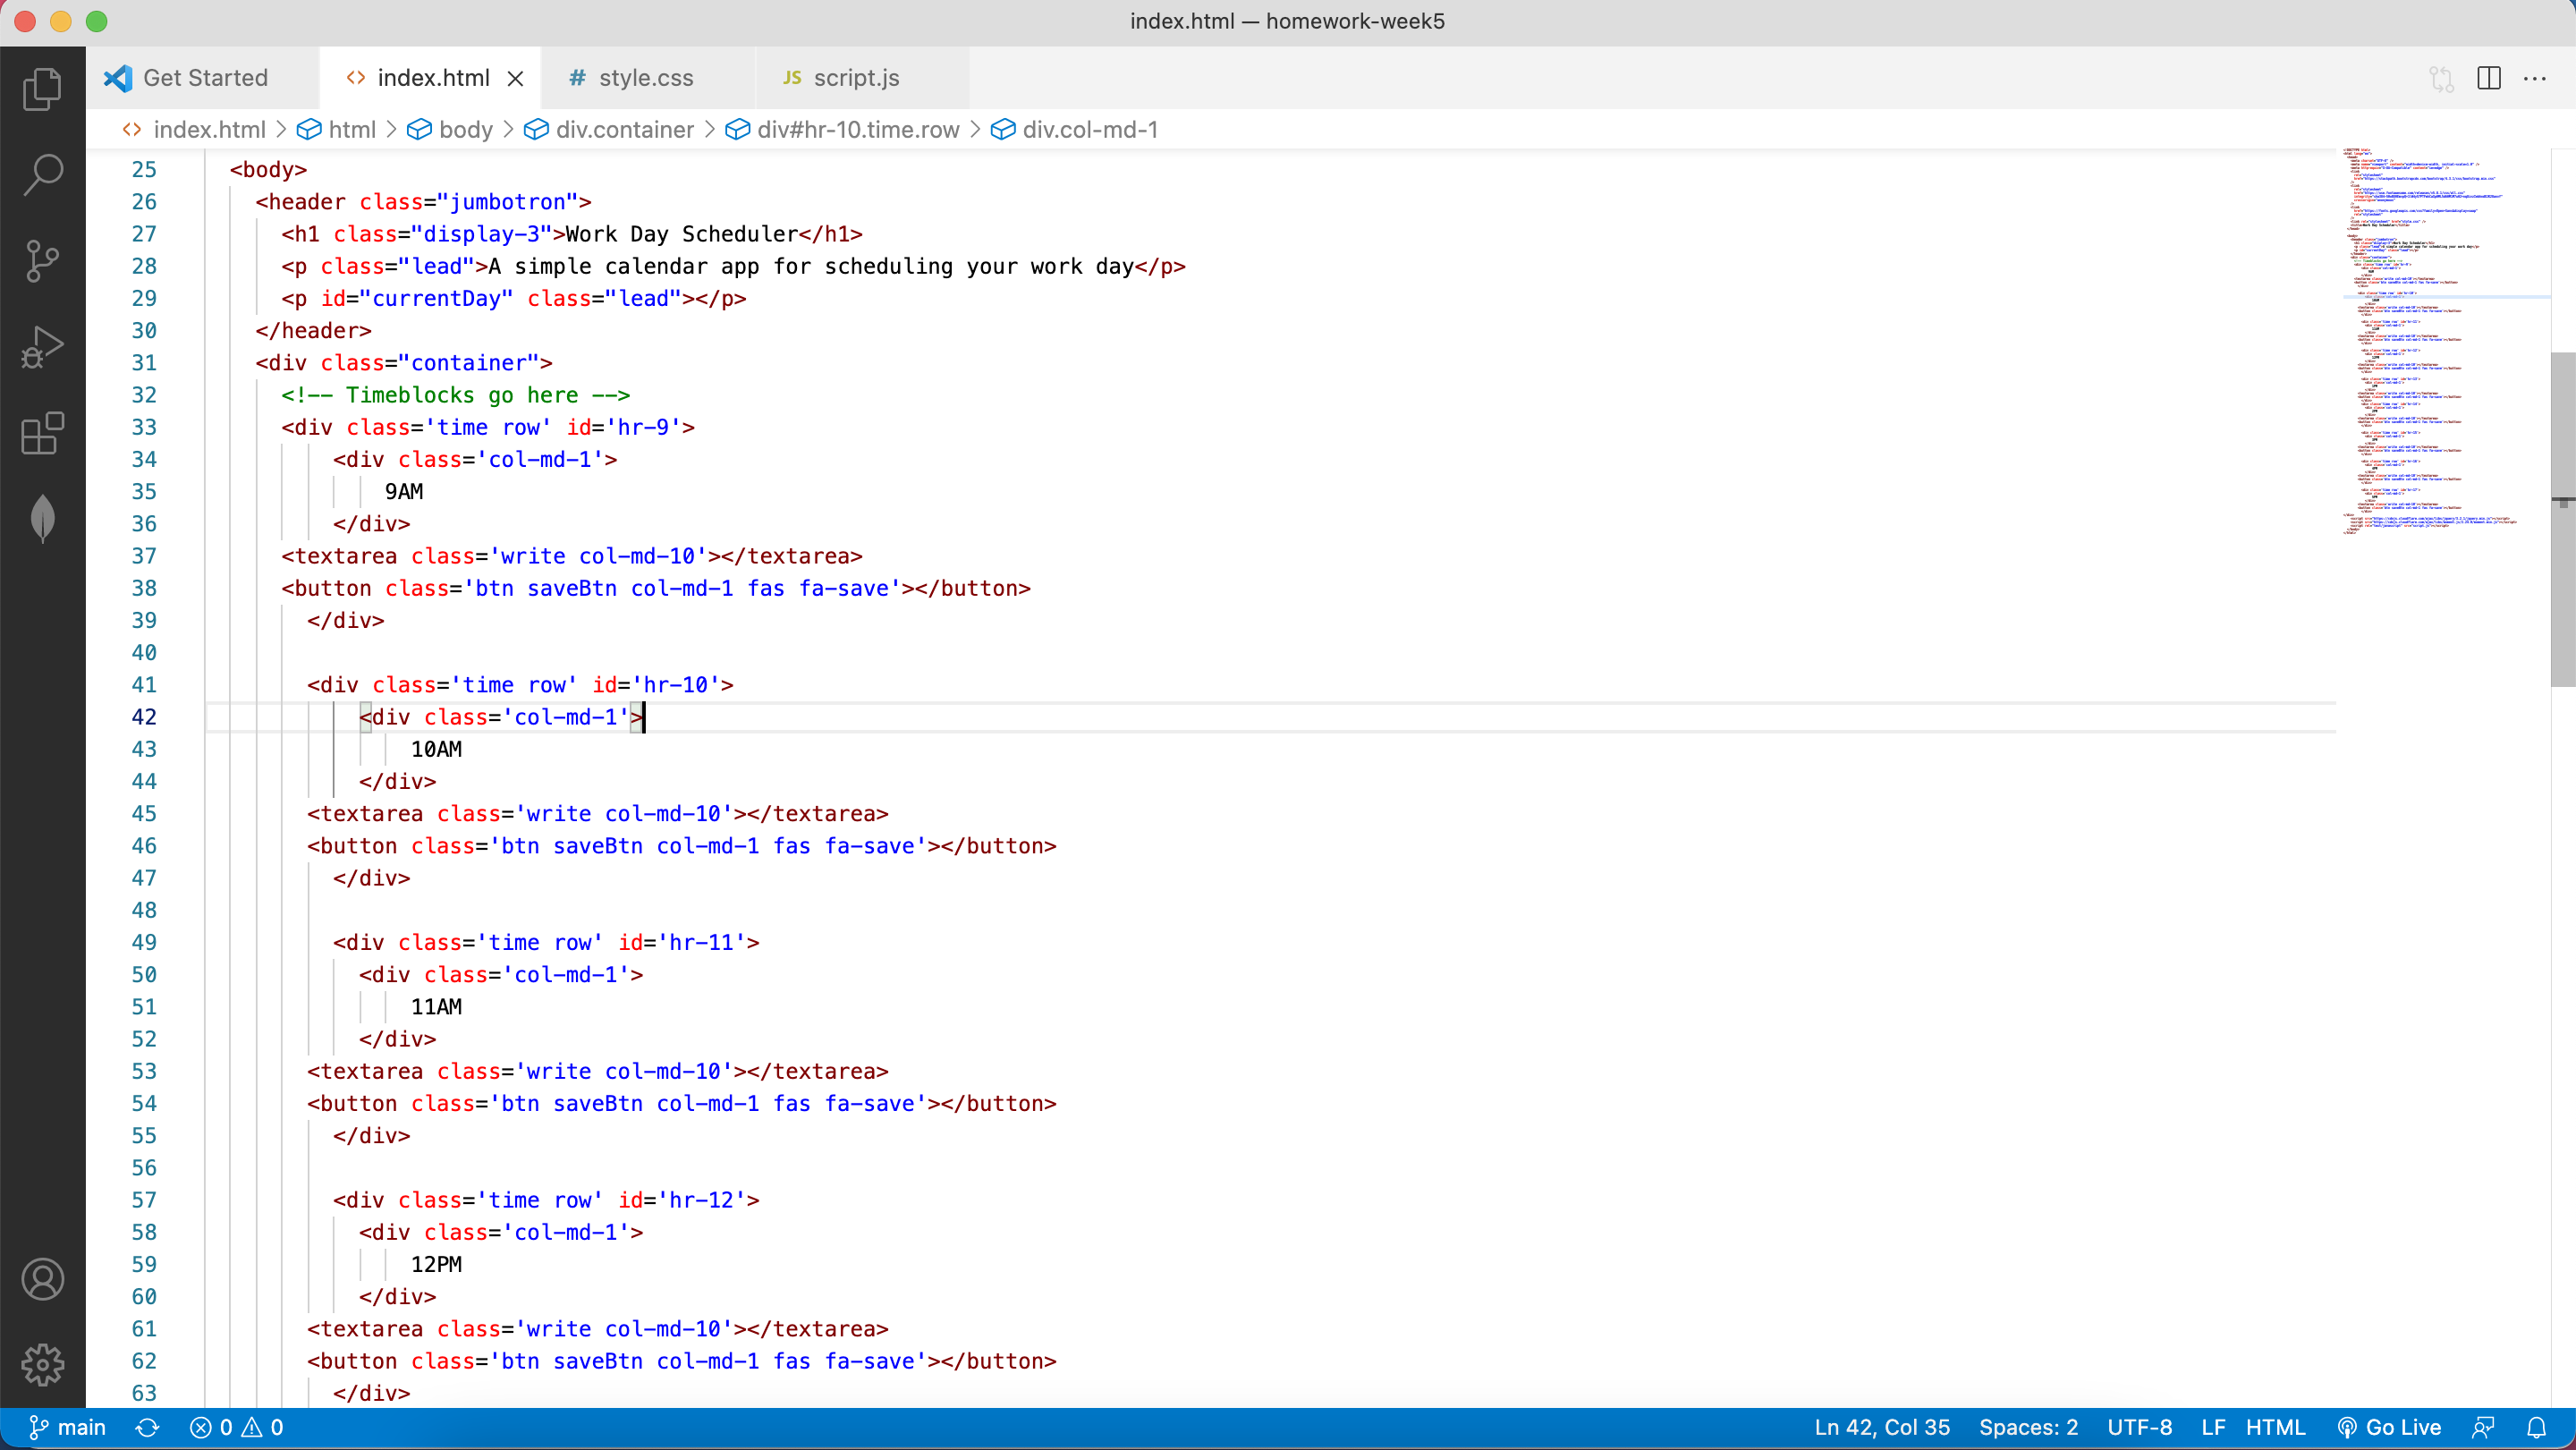 index.html — homework-week5
Get Started
index.html
style.css
JS script.js
index.html > html > body > div.container > div#hr-10.time.row > div.col-md-1
25 <body>
26 <header class="jumbotron">
27 <h1 class="display-3">Work Day Scheduler</h1>
28 <p class="lead">A simple calendar app for scheduling your work day</p>
29 <p id="currentDay" class="lead"></p>
30 </header>
31 <div class="container">
32 <!-- Timeblocks go here -->
33 <div class='time row' id='hr-9'>
34 <div class='col-md-1'>
35 9AM
36 </div>
37 <textarea class='write col-md-10'></textarea>
38 <button class='btn saveBtn col-md-1 fas fa-save'></button>
39 </div>
40
41 <div class='time row' id='hr-10'>
42 <div class='col-md-1'>
43 10AM
44 </div>
45 <textarea class='write col-md-10'></textarea>
46 <button class='btn saveBtn col-md-1 fas fa-save'></button>
47 </div>
48
49 <div class='time row' id='hr-11'>
50 <div class='col-md-1'>
51 11AM
52 </div>
53 <textarea class='write col-md-10'></textarea>
54 <button class='btn saveBtn col-md-1 fas fa-save'></button>
55 </div>
56
57 <div class='time row' id='hr-12'>
58 <div class='col-md-1'>
59 12PM
60 </div>
61 <textarea class='write col-md-10'></textarea>
62 <button class='btn saveBtn col-md-1 fas fa-save'></button>
63 </div>
main 0 0 Ln 42, Col 35 Spaces: 2 UTF-8 LF HTML Go Live